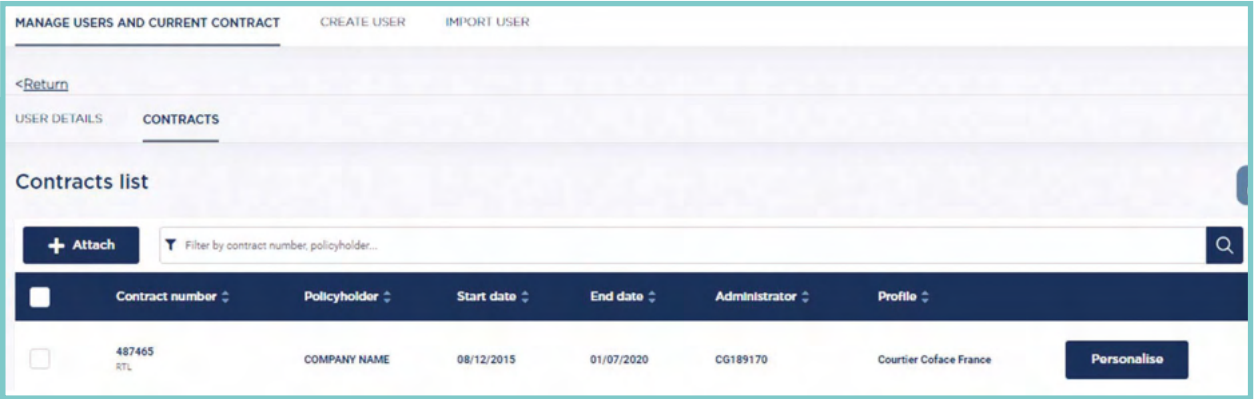 MANAGE USERS AND CURRENT CONTRACT CREATE USER IMPORT USER
<Return
USER DETAILS CONTRACTS
Contracts list
+ Attach Filter by contract number, policyholder...
Contract number Policyholder Start date End date Administrator Profile
487465 COMPANY NAME 08/12/2015 01/07/2020 CG189170 Courtier Coface France Personalise
RTL